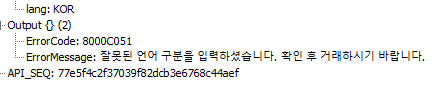 lang: KOR
Output {} (2)
ErrorCode: 8000C051
ErrorMessage: 잘못된 언어 구분을 입력하셨습니다. 확인 후 거래하시기 바랍니다.
API_SEQ: 77e5f4c2f37039f82dcb3e6768c44aef